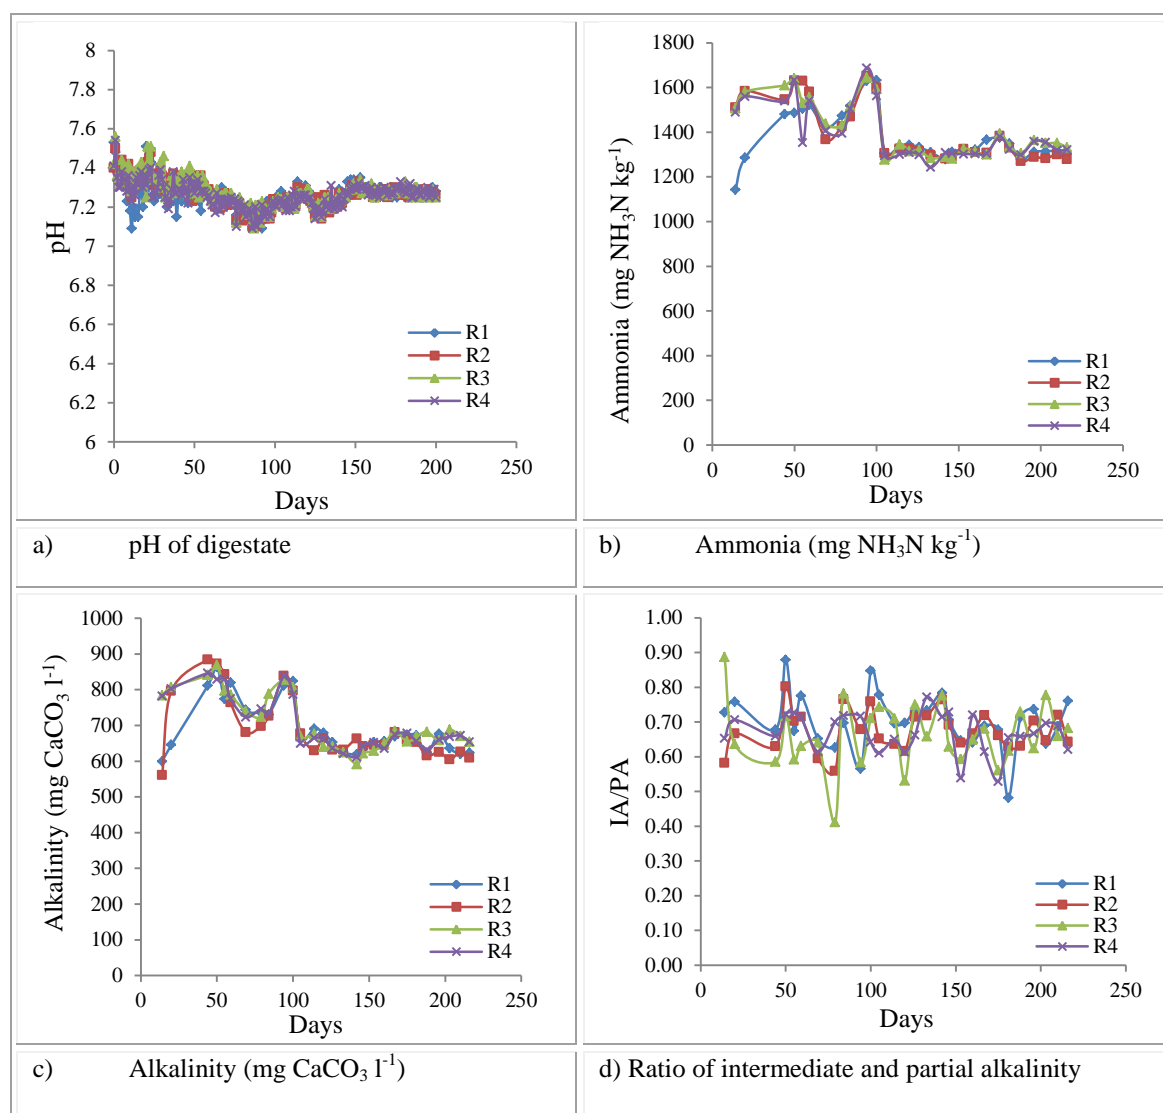 8
7.8
7.6
7.4
7.2
7
6.8
6.6
6.4
6.2
6
pH
0 50 100 150 200 250
Days
R1
R2
R3
R4
1800
1600
1400
1200
1000
800
600
400
200
0
Ammonia (mg NH₃N kg⁻¹)
0 50 100 150 200 250
Days
R1
R2
R3
R4
a) pH of digestate
b) Ammonia (mg NH₃N kg⁻¹)
1000
900
800
700
600
500
400
300
200
100
0
Alkalinity (mg CaCO₃ l⁻¹)
0 50 100 150 200 250
Days
R1
R2
R3
R4
1.00
0.90
0.80
0.70
0.60
0.50
0.40
0.30
0.20
0.10
0.00
IA/PA
0 50 100 150 200 250
Days
R1
R2
R3
R4
c) Alkalinity (mg CaCO₃ l⁻¹)
d) Ratio of intermediate and partial alkalinity